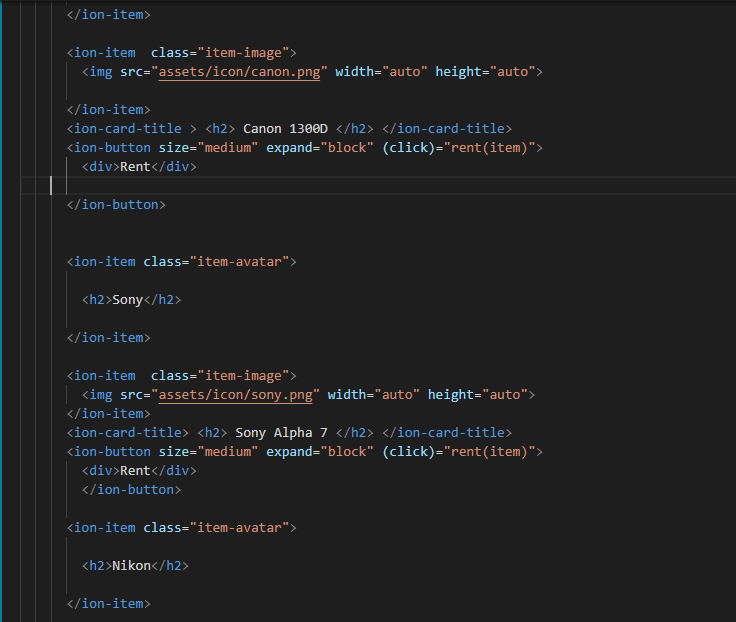 </ion-item>
<ion-item  class="item-image">
<img src="assets/icon/canon.png" width="auto" height="auto">
</ion-item>
<ion-card-title > <h2> Canon 1300D </h2> </ion-card-title>
<ion-button size="medium" expand="block" (click)="rent(item)">
<div>Rent</div>
</ion-button>
<ion-item class="item-avatar">
<h2>Sony</h2>
</ion-item>
<ion-item  class="item-image">
<img src="assets/icon/sony.png" width="auto" height="auto">
</ion-item>
<ion-card-title> <h2> Sony Alpha 7 </h2> </ion-card-title>
<ion-button size="medium" expand="block" (click)="rent(item)">
<div>Rent</div>
</ion-button>
<ion-item class="item-avatar">
<h2>Nikon</h2>
</ion-item>